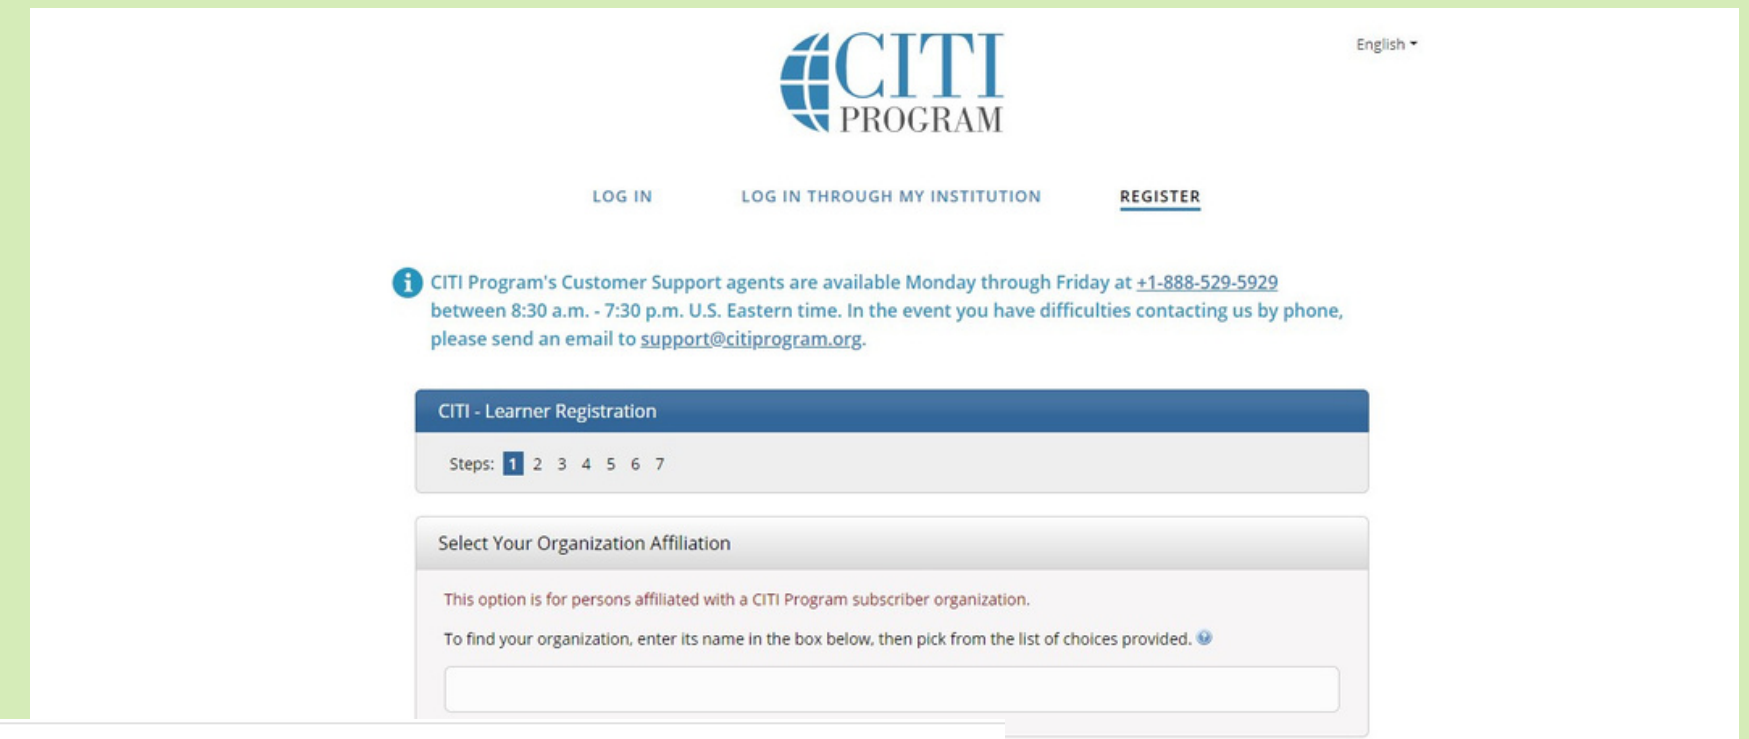 CITI
PROGRAM
English
LOG IN LOG IN THROUGH MY INSTITUTION REGISTER
CITI Program's Customer Support agents are available Monday through Friday at +1-888-529-5929
between 8:30 a.m. - 7:30 p.m. U.S. Eastern time. In the event you have difficulties contacting us by phone,
please send an email to support@citiprogram.org.
CITI - Learner Registration
Steps: 1 2 3 4 5 6 7
Select Your Organization Affiliation
This option is for persons affiliated with a CITI Program subscriber organization.
To find your organization, enter its name in the box below, then pick from the list of choices provided.